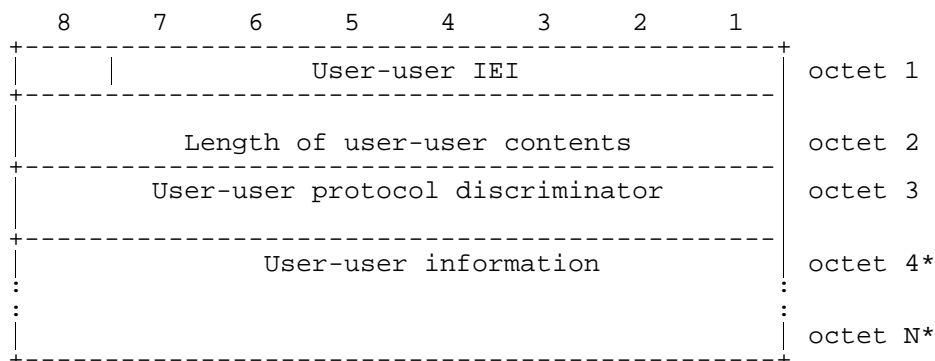 8 7 6 5 4 3 2 1
User-user IEI octet 1
Length of user-user contents octet 2
User-user protocol discriminator octet 3
User-user information octet 4*
: :
: :
octet N*